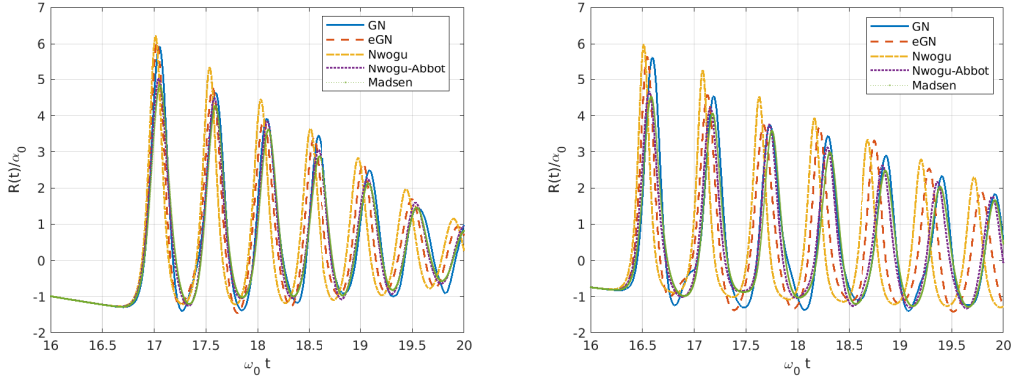 7
6
5
4
3
2
1
0
-1
-2
R(t)/α₀
16
16.5
17
17.5
18
18.5
19
19.5
20
ω₀ t
GN
eGN
Nwogu
Nwogu-Abbot
Madsen
7
6
5
4
3
2
1
0
-1
-2
R(t)/α₀
16
16.5
17
17.5
18
18.5
19
19.5
20
ω₀ t
GN
eGN
Nwogu
Nwogu-Abbot
Madsen